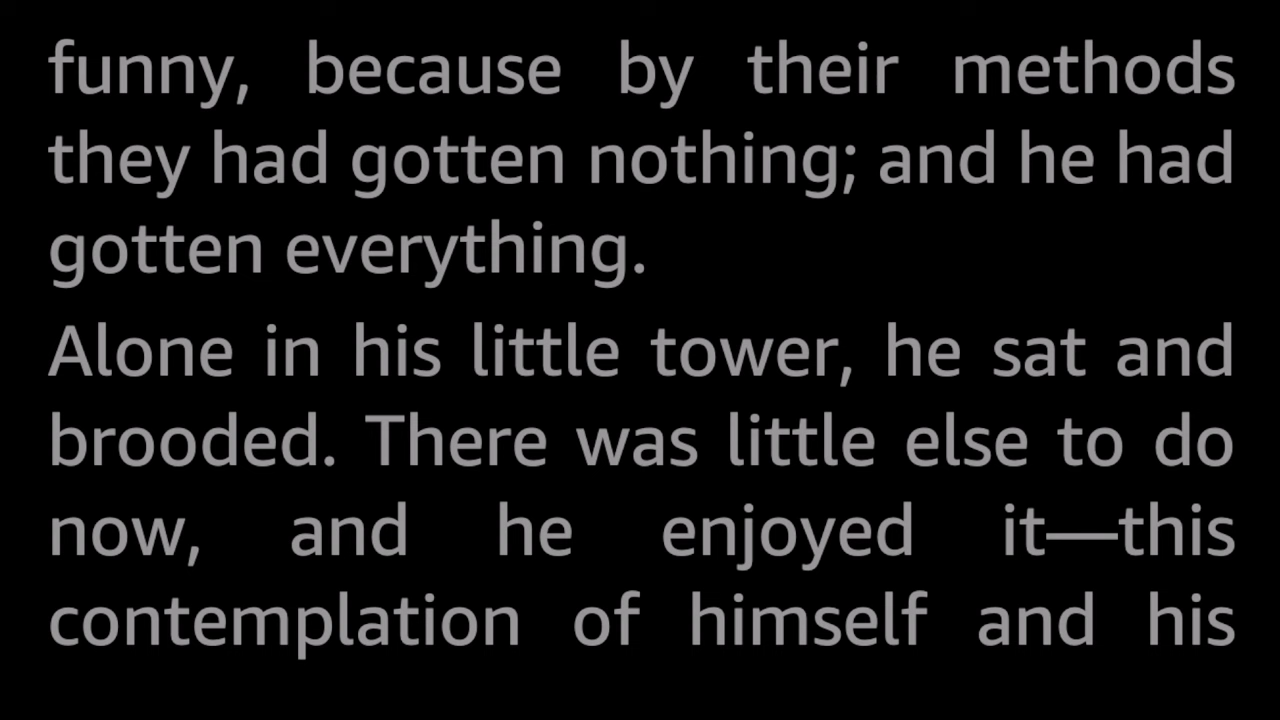 funny, because by their methods
they had gotten nothing; and he had
gotten everything.
Alone in his little tower, he sat and
brooded. There was little else to do
now, and he enjoyed it—this
contemplation of himself and his